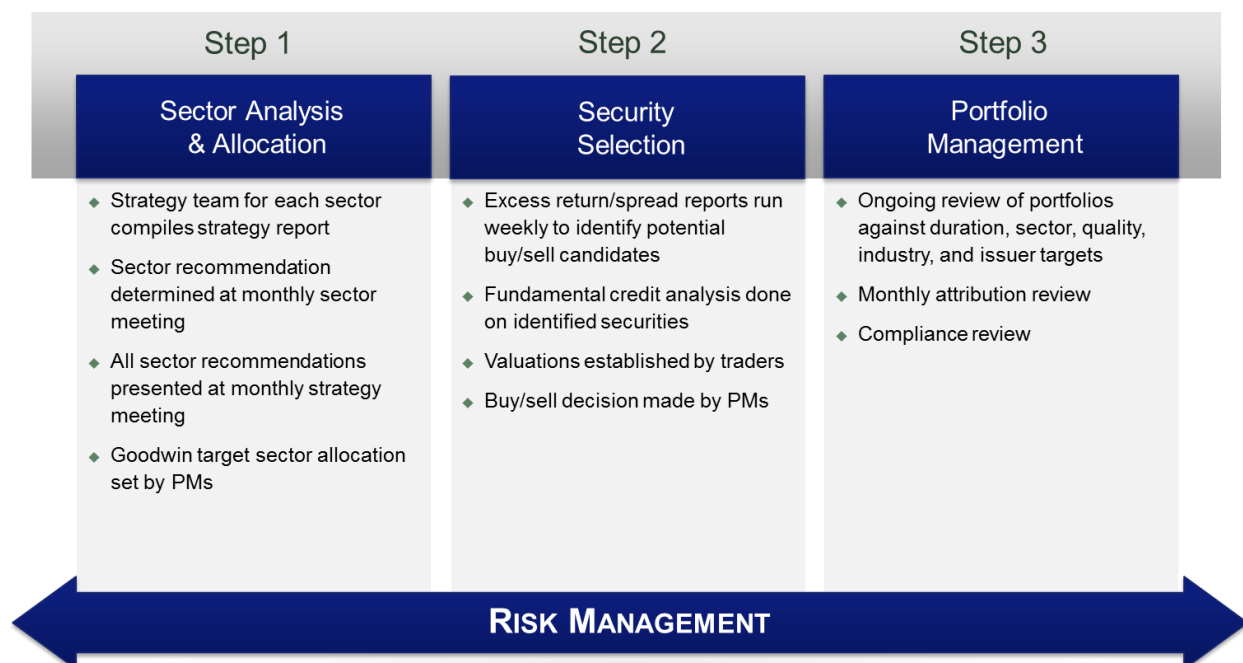 Step 1
Sector Analysis
& Allocation
Strategy team for each sector
compiles strategy report
Sector recommendation
determined at monthly sector
meeting
All sector recommendations
presented at monthly strategy
meeting
Goodwin target sector allocation
set by PMs
Step 2
Security
Selection
Excess return/spread reports run
weekly to identify potential
buy/sell candidates
Fundamental credit analysis done
on identified securities
Valuations established by traders
Buy/sell decision made by PMs
Step 3
Portfolio
Management
Ongoing review of portfolios
against duration, sector, quality,
industry, and issuer targets
Monthly attribution review
Compliance review
RISK MANAGEMENT